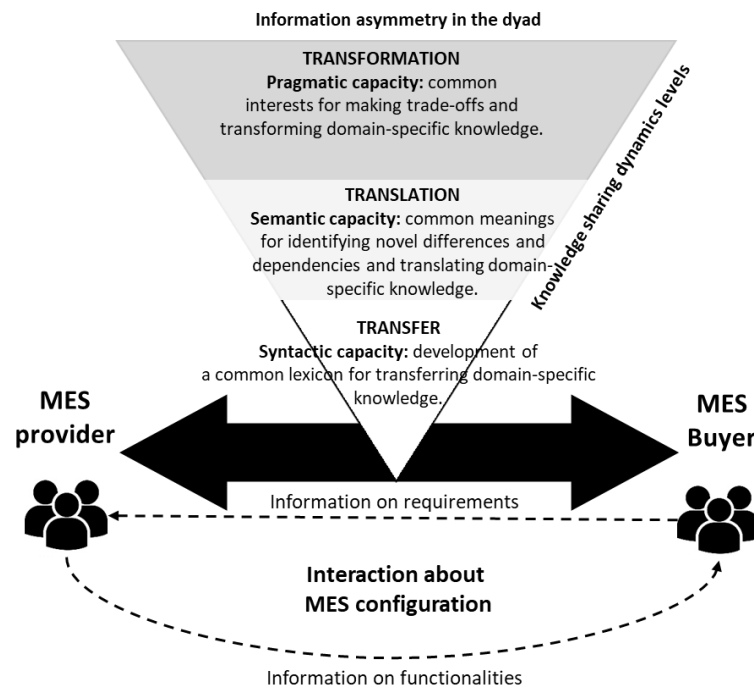 Information asymmetry in the dyad
TRANSFORMATION
Pragmatic capacity: common
interests for making trade-offs and
transforming domain-specific knowledge.
Knowledge sharing dynamics levels
TRANSLATION
Semantic capacity: common meanings
for identifying novel differences and
dependencies and translating domain-
specific knowledge.
TRANSFER
Syntactic capacity: development of
a common lexicon for transferring domain-specific
knowledge.
MES
provider
MES
Buyer
Information on requirements
Interaction about
MES configuration
Information on functionalities